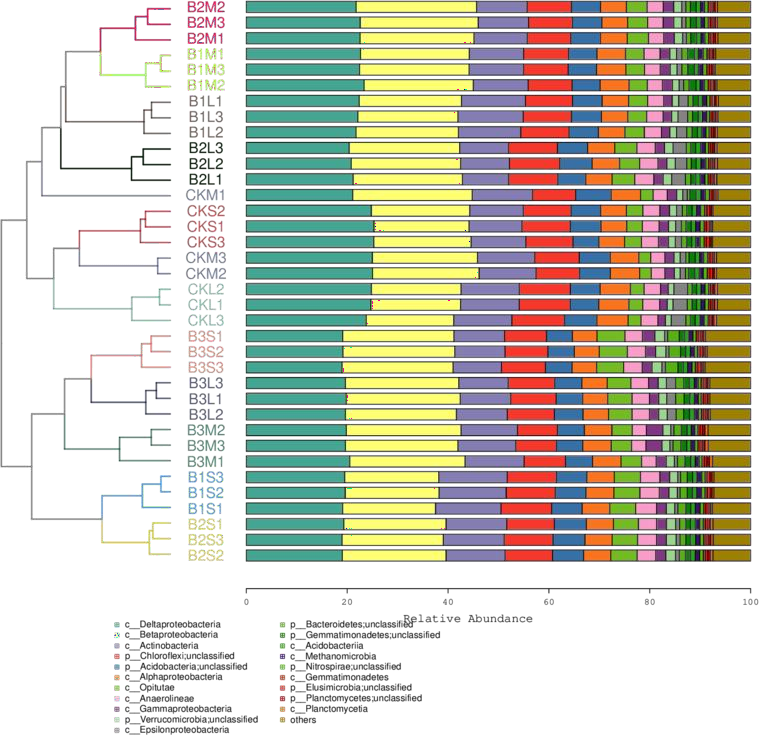 B2M2
B2M3
B2M1
B1M1
B1M3
B1M2
B1L1
B1L3
B1L2
B2L3
B2L2
B2L1
CKM1
CKS2
CKS1
CKS3
CKM3
CKM2
CKL2
CKL1
CKL3
B3S1
B3S2
B3S3
B3L3
B3L1
B3L2
B3M2
B3M3
B3M1
B1S3
B1S2
B1S1
B2S1
B2S3
B2S2
0 20 40 60 80 100
Relative Abundance
c__Deltaproteobacteria
c__Betaproteobacteria
c__Actinobacteria
p__Chloroflexi;unclassified
p__Acidobacteria;unclassified
c__Alphaproteobacteria
c__Opitutae
c__Anaerolineae
c__Gammaproteobacteria
p__Verrucomicrobia;unclassified
c__Epsilonproteobacteria
p__Bacteroidetes;unclassified
p__Gemmatimonadetes;unclassified
c__Acidobacteriia
c__Methanomicrobia
p__Nitrospirae;unclassified
c__Gemmatimonadetes
p__Elusimicrobia;unclassified
p__Planctomycetes;unclassified
c__Planctomycetia
others